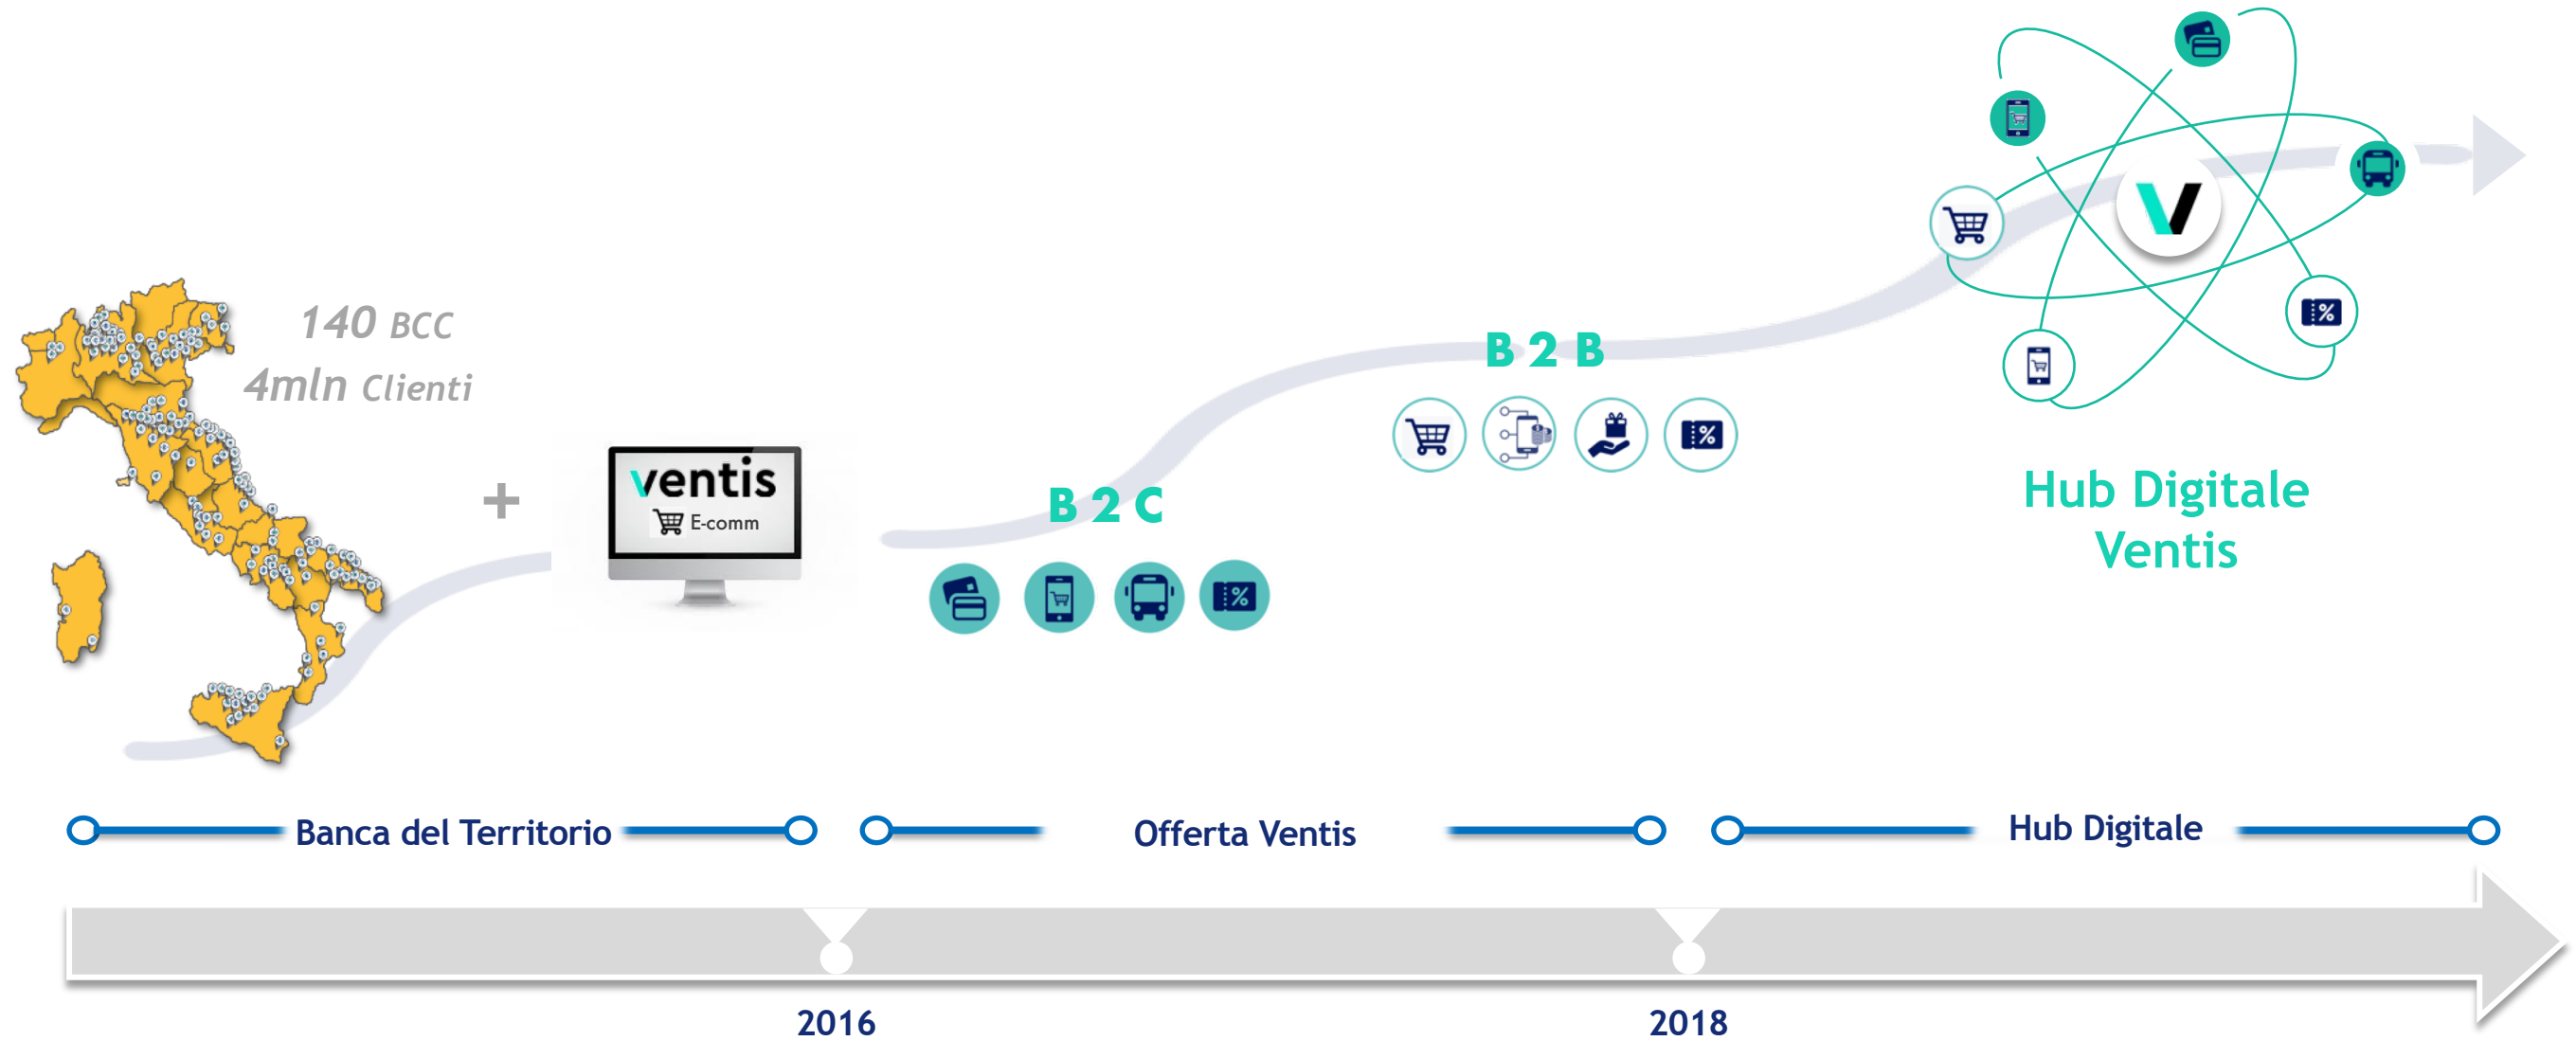 140 BCC
4mln Clienti
+
ventis
E-comm
B 2 C
B 2 B
%
%
%
Hub Digitale
Ventis
Banca del Territorio
Offerta Ventis
Hub Digitale
2016
2018